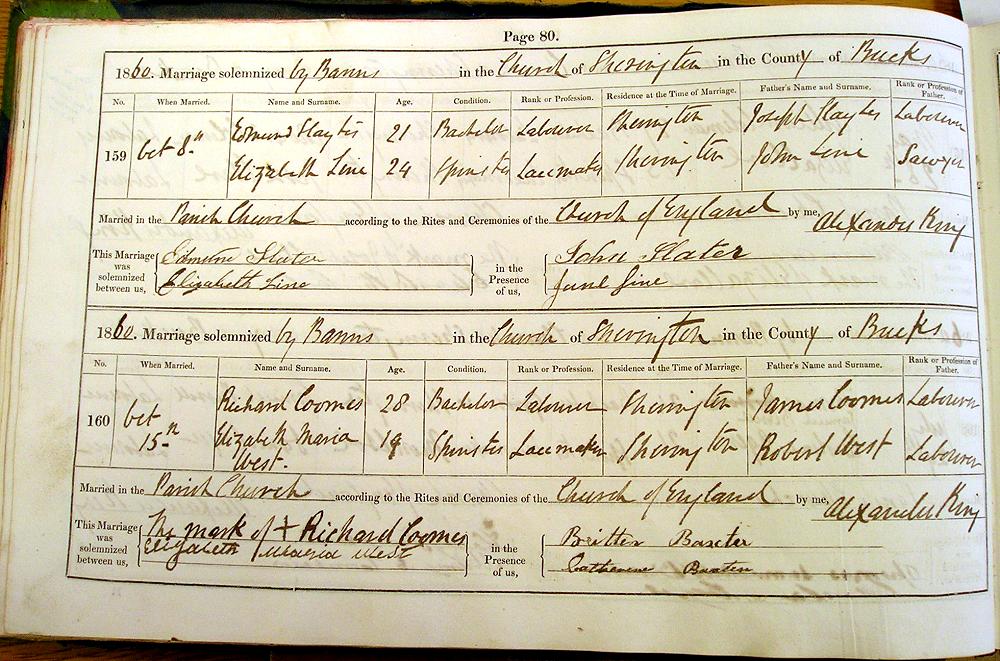 Page 80.
1860. Marriage solemnized by Banns in the Church of Sherington in the County of Bucks
No. When Married. Name and Surname. Age. Condition. Rank or Profession. Residence at the Time of Marriage. Father's Name and Surname. Rank or Profession of Father.
159 Oct 8th Edmund Slaytes 21 Bachelor Labourer Sherington Joseph Slaytes Labourer
Elizabeth Line 24 Spinster Lacemaker Sherington John Line Sawyer
Married in the Parish Church according to the Rites and Ceremonies of the Church of England by me, Alexander King
This Marriage was solemnized between us, Edmund Slater in the Presence of us, John Slater
Elizabeth Line Jane Line
1860. Marriage solemnized by Banns in the Church of Sherington in the County of Bucks
No. When Married. Name and Surname. Age. Condition. Rank or Profession. Residence at the Time of Marriage. Father's Name and Surname. Rank or Profession of Father.
160 Oct 15th Richard Coomes 28 Bachelor Labourer Sherington James Coomes Labourer
Elizabeth Maria West. 19 Spinster Lacemaker Sherington Robert West Labourer
Married in the Parish Church according to the Rites and Ceremonies of the Church of England by me, Alexander King
This Marriage was solemnized between us, The mark of + Richard Coomes in the Presence of us, Britten Baxter
Elizabeth Maria West Catherine Baxter